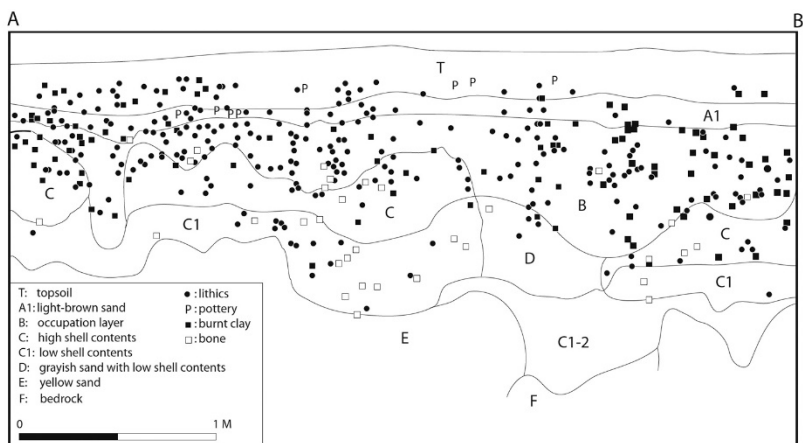 A B
T
P P P P
P P P P
A1
C
B
C1
C
C
D
C1
E
C1-2
F
T: topsoil
A1: light-brown sand
B: occupation layer
C: high shell contents
C1: low shell contents
D: grayish sand with low shell contents
E: yellow sand
F: bedrock
: lithics
P : pottery
: burnt clay
: bone
0 1 M